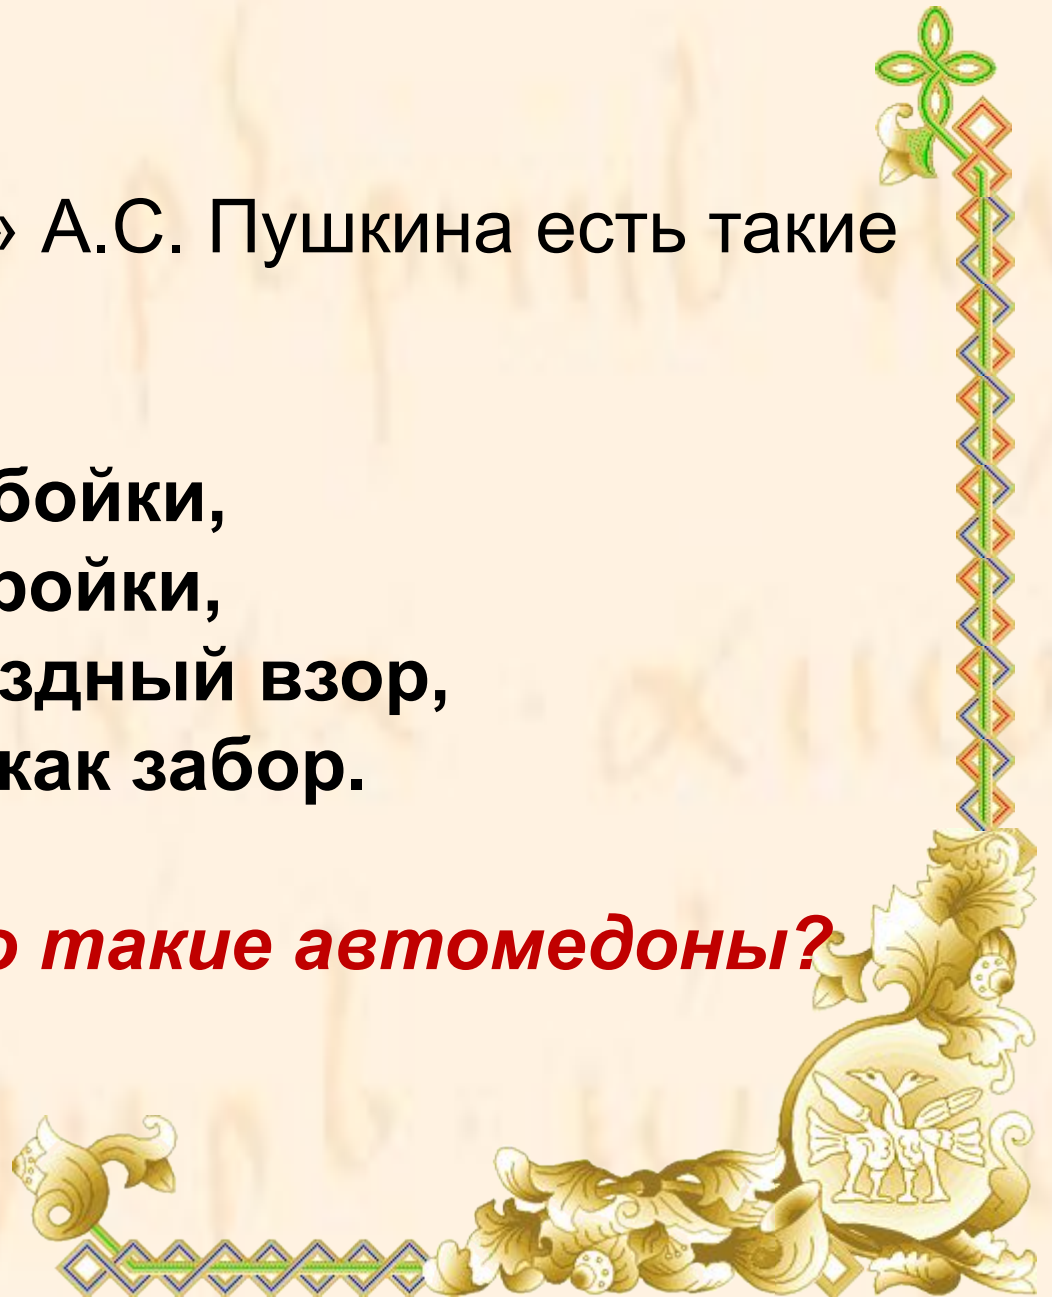 » А.С. Пушкина есть такие
бойки,
ройки,
здный взор,
как забор.
о такие автомедоны?